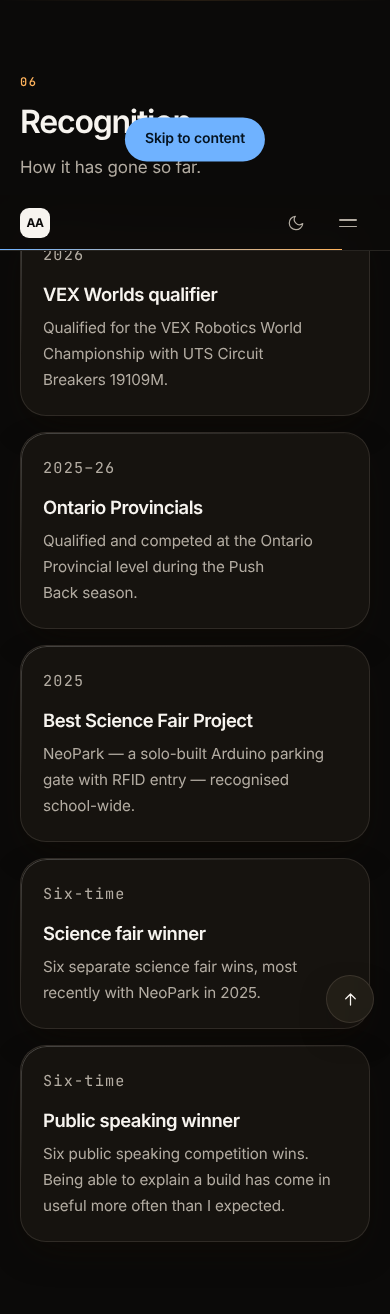 06
Recognition
Skip to content
How it has gone so far.
AA
2026
VEX Worlds qualifier
Qualified for the VEX Robotics World
Championship with UTS Circuit
Breakers 19109M.
2025–26
Ontario Provincials
Qualified and competed at the Ontario
Provincial level during the Push
Back season.
2025
Best Science Fair Project
NeoPark — a solo-built Arduino parking
gate with RFID entry — recognised
school-wide.
Six-time
Science fair winner
Six separate science fair wins, most
recently with NeoPark in 2025.
Six-time
Public speaking winner
Six public speaking competition wins.
Being able to explain a build has come in
useful more often than I expected.